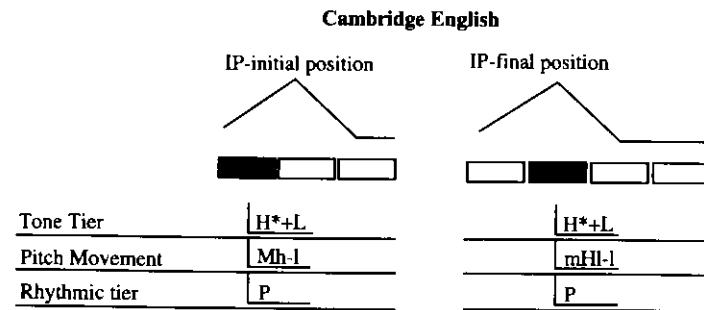 Cambridge English
IP-initial position IP-final position
Tone Tier H*+L H*+L
Pitch Movement Mh-l mHl-l
Rhythmic tier P P